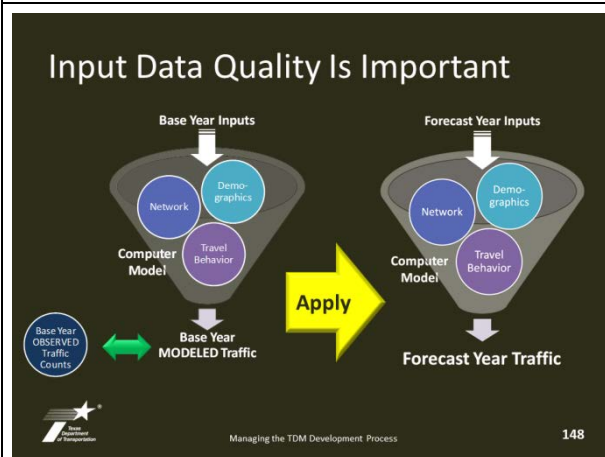 Input Data Quality Is Important
Base Year Inputs
Network
Demo-
graphics
Travel
Behavior
Computer
Model
Base Year
OBSERVED
Traffic
Counts
Base Year
MODELED Traffic
Apply
Forecast Year Inputs
Network
Demo-
graphics
Travel
Behavior
Computer
Model
Forecast Year Traffic
Texas
Department
of Transportation
Managing the TDM Development Process
148